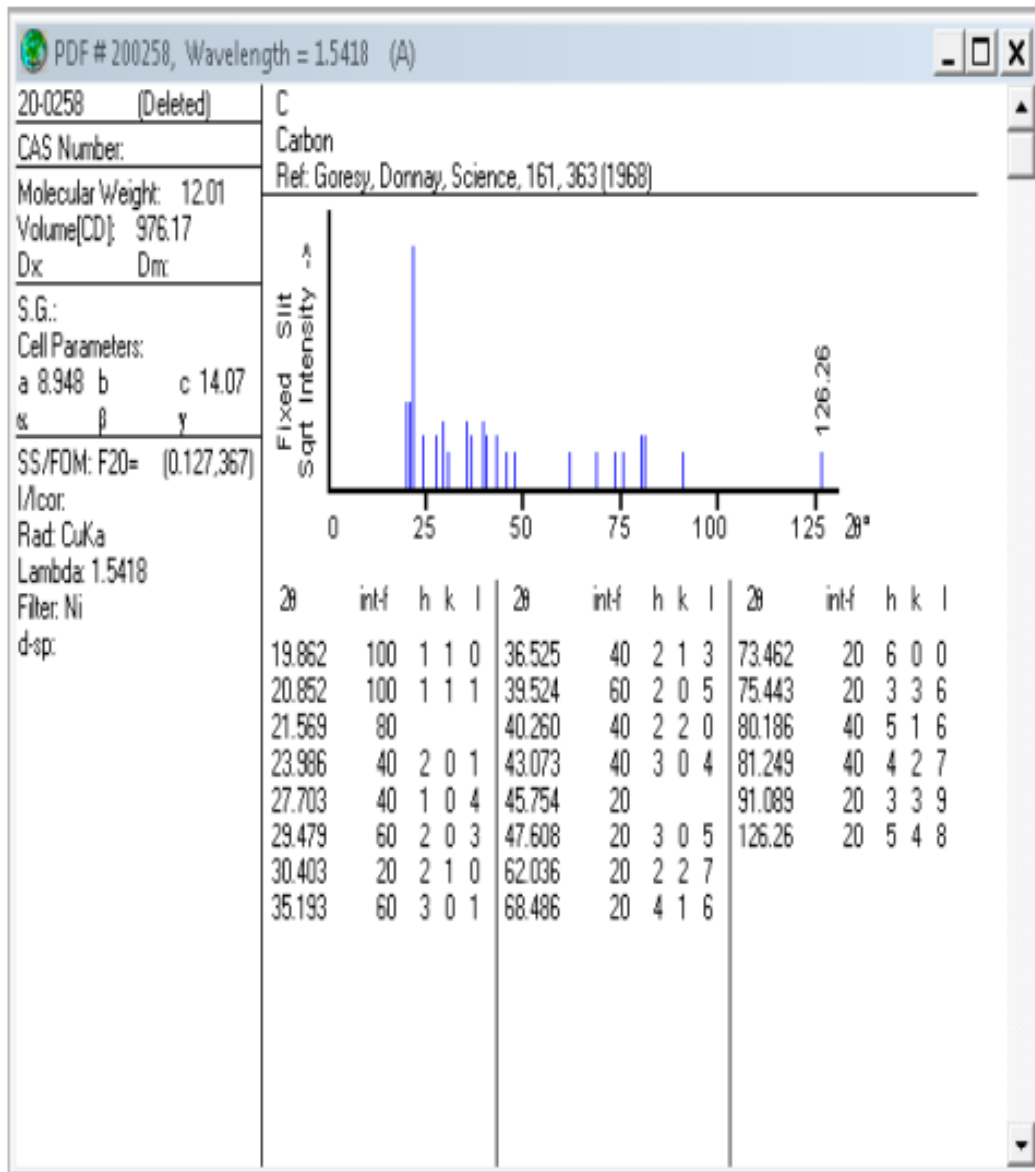 PDF # 200258, Wavelength = 1.5418 (A)
20-0258 (Deleted)
CAS Number:
Molecular Weight: 12.01
Volume[CD]: 976.17
Dx: Dm:
S.G.:
Cell Parameters:
a 8.948 b c 14.07
α β γ
SS/FOM: F20= (0.127,367)
I/Icor:
Rad: CuKa
Lambda: 1.5418
Filter: Ni
d-sp:
C
Carbon
Ref: Goresy, Donnay, Science, 161, 363 (1968)
Fixed Slit
Sqrt Intensity ->
126.26
0 25 50 75 100 125 2θ°
2θ int-f h k l 2θ int-f h k l 2θ int-f h k l
19.862 100 1 1 0 36.525 40 2 1 3 73.462 20 6 0 0
20.852 100 1 1 1 39.524 60 2 0 5 75.443 20 3 3 6
21.569 80 40.260 40 2 2 0 80.186 40 5 1 6
23.986 40 2 0 1 43.073 40 3 0 4 81.249 40 4 2 7
27.703 40 1 0 4 45.754 20 91.089 20 3 3 9
29.479 60 2 0 3 47.608 20 3 0 5 126.26 20 5 4 8
30.403 20 2 1 0 62.036 20 2 2 7
35.193 60 3 0 1 68.486 20 4 1 6